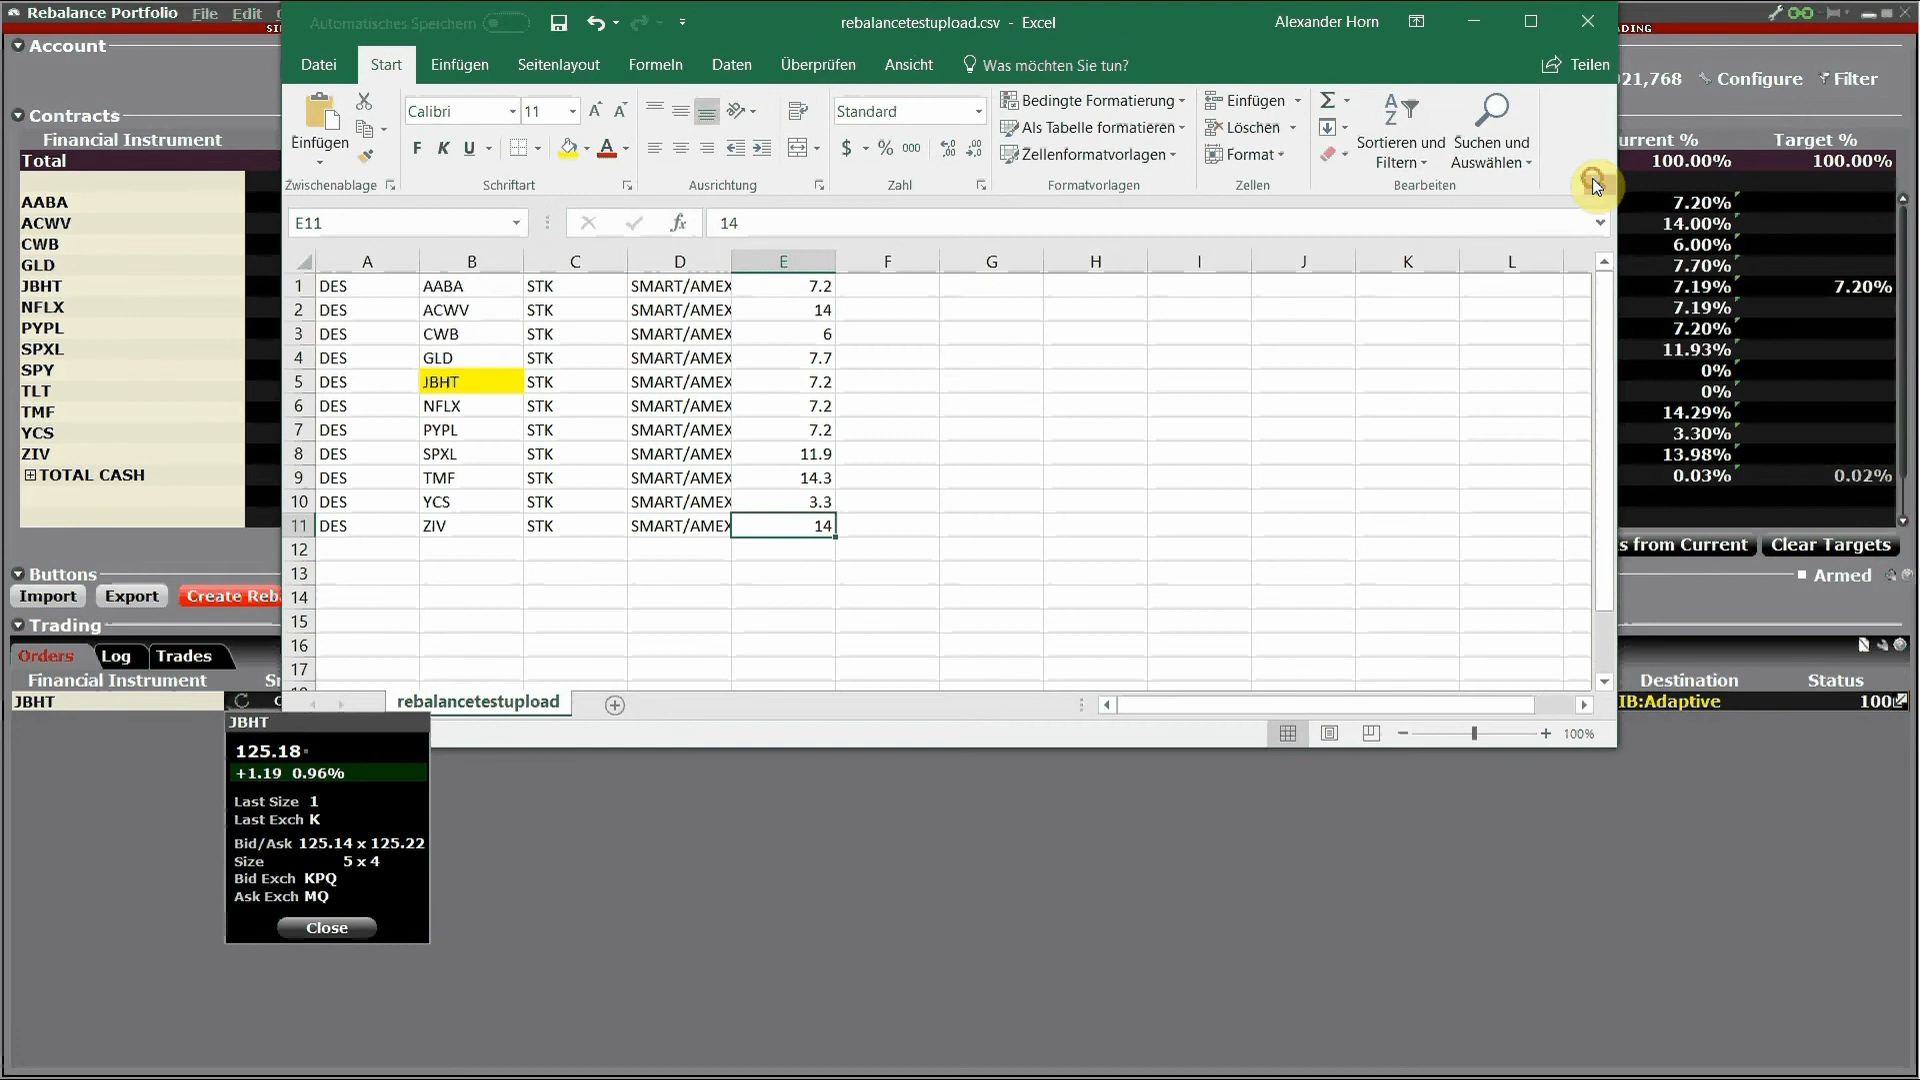 Rebalance Portfolio File Edit
Automatisches Speichern
rebalancetestupload.csv - Excel
Alexander Horn
DING
Account
Datei Start Einfügen Seitenlayout Formeln Daten Überprüfen Ansicht Was möchten Sie tun? Teilen
21,768 Configure Filter
Einfügen
Calibri 11
F K U
Standard
$ % 000
Bedingte Formatierung
Als Tabelle formatieren
Zellenformatvorlagen
Einfügen
Löschen
Format
Sortieren und
Filtern
Suchen und
Auswählen
Zwischenablage Schriftart Ausrichtung Zahl Formatvorlagen Zellen Bearbeiten
E11 fx 14
A B C D E F G H I J K L
1 DES AABA STK SMART/AMEX 7.2
2 DES ACWV STK SMART/AMEX 14
3 DES CWB STK SMART/AMEX 6
4 DES GLD STK SMART/AMEX 7.7
5 DES JBHT STK SMART/AMEX 7.2
6 DES NFLX STK SMART/AMEX 7.2
7 DES PYPL STK SMART/AMEX 7.2
8 DES SPXL STK SMART/AMEX 11.9
9 DES TMF STK SMART/AMEX 14.3
10 DES YCS STK SMART/AMEX 3.3
11 DES ZIV STK SMART/AMEX 14
12
13
14
15
16
17
rebalancetestupload
100%
Contracts
Financial Instrument
Total
AABA
ACWV
CWB
GLD
JBHT
NFLX
PYPL
SPXL
SPY
TLT
TMF
YCS
ZIV
TOTAL CASH
urrent % Target %
100.00% 100.00%
7.20%
14.00%
6.00%
7.70%
7.19% 7.20%
7.19%
7.20%
11.93%
0%
0%
14.29%
3.30%
13.98%
0.03% 0.02%
s from Current Clear Targets
Buttons
Armed
Import Export Create Reb
Trading
Orders Log Trades
Financial Instrument
Destination Status
JBHT
IB:Adaptive 100
JBHT
125.18
+1.19 0.96%
Last Size 1
Last Exch K
Bid/Ask 125.14 x 125.22
Size 5 x 4
Bid Exch KPQ
Ask Exch MQ
Close